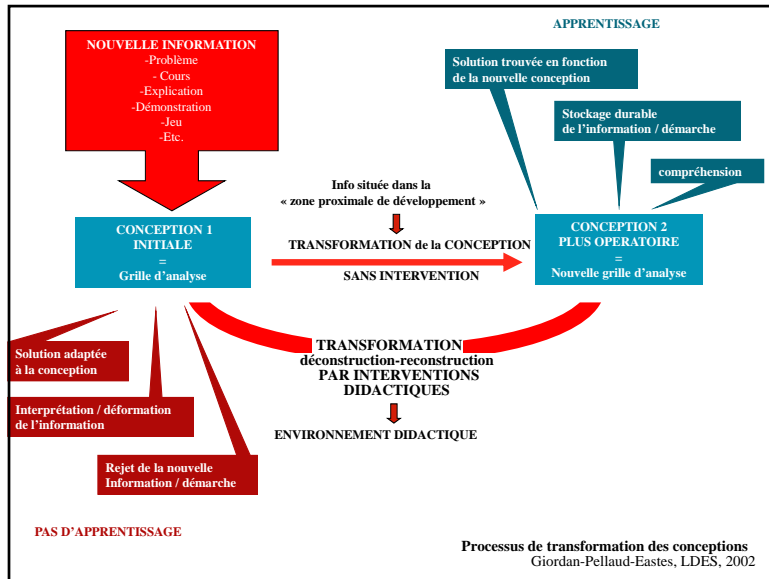 APPRENTISSAGE
NOUVELLE INFORMATION
-Problème
- Cours
-Explication
-Démonstration
-Jeu
-Etc.
Solution trouvée en fonction
de la nouvelle conception
Stockage durable
de l'information / démarche
compréhension
Info située dans la
« zone proximale de développement »
CONCEPTION 1
INITIALE
=
Grille d'analyse
TRANSFORMATION de la CONCEPTION
SANS INTERVENTION
CONCEPTION 2
PLUS OPERATOIRE
=
Nouvelle grille d'analyse
TRANSFORMATION
déconstruction-reconstruction
PAR INTERVENTIONS
DIDACTIQUES
ENVIRONNEMENT DIDACTIQUE
Solution adaptée
à la conception
Interprétation / déformation
de l'information
Rejet de la nouvelle
Information / démarche
PAS D'APPRENTISSAGE
Processus de transformation des conceptions
Giordan-Pellaud-Eastes, LDES, 2002